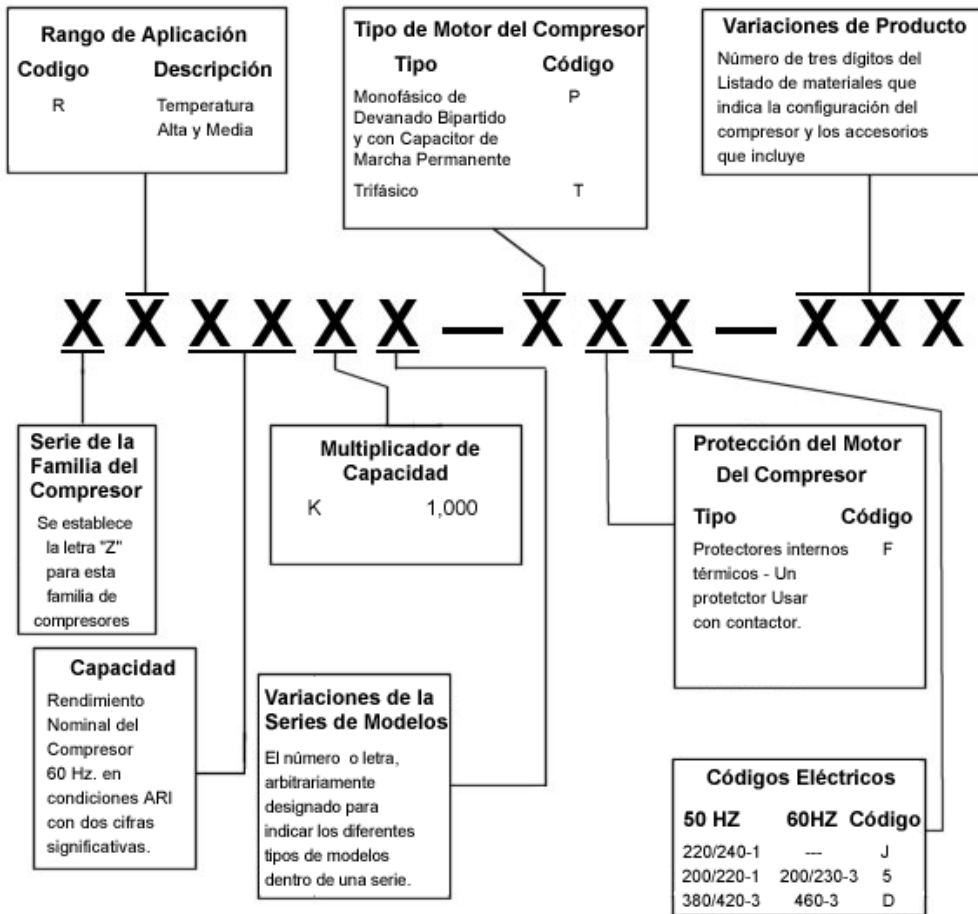 Rango de Aplicación
Codigo Descripción
R Temperatura
Alta y Media
Tipo de Motor del Compresor
Tipo Código
Monofásico de P
Devanado Bipartido
y con Capacitor de
Marcha Permanente
Trifásico T
Variaciones de Producto
Número de tres dígitos del
Listado de materiales que
indica la configuración del
compresor y los accesorios
que incluye
X X X X X X — X X X — X X X
Serie de la
Familia del
Compresor
Se establece
la letra "Z"
para esta
familia de
compresores
Multiplicador de
Capacidad
K 1,000
Protección del Motor
Del Compresor
Tipo Código
Protectores internos F
térmicos - Un
protetctor Usar
con contactor.
Capacidad
Rendimiento
Nominal del
Compresor
60 Hz. en
condiciones ARI
con dos cifras
significativas.
Variaciones de la
Series de Modelos
El número o letra,
arbitrariamente
designado para
indicar los diferentes
tipos de modelos
dentro de una serie.
Códigos Eléctricos
50 HZ 60HZ Código
220/240-1 --- J
200/220-1 200/230-3 5
380/420-3 460-3 D